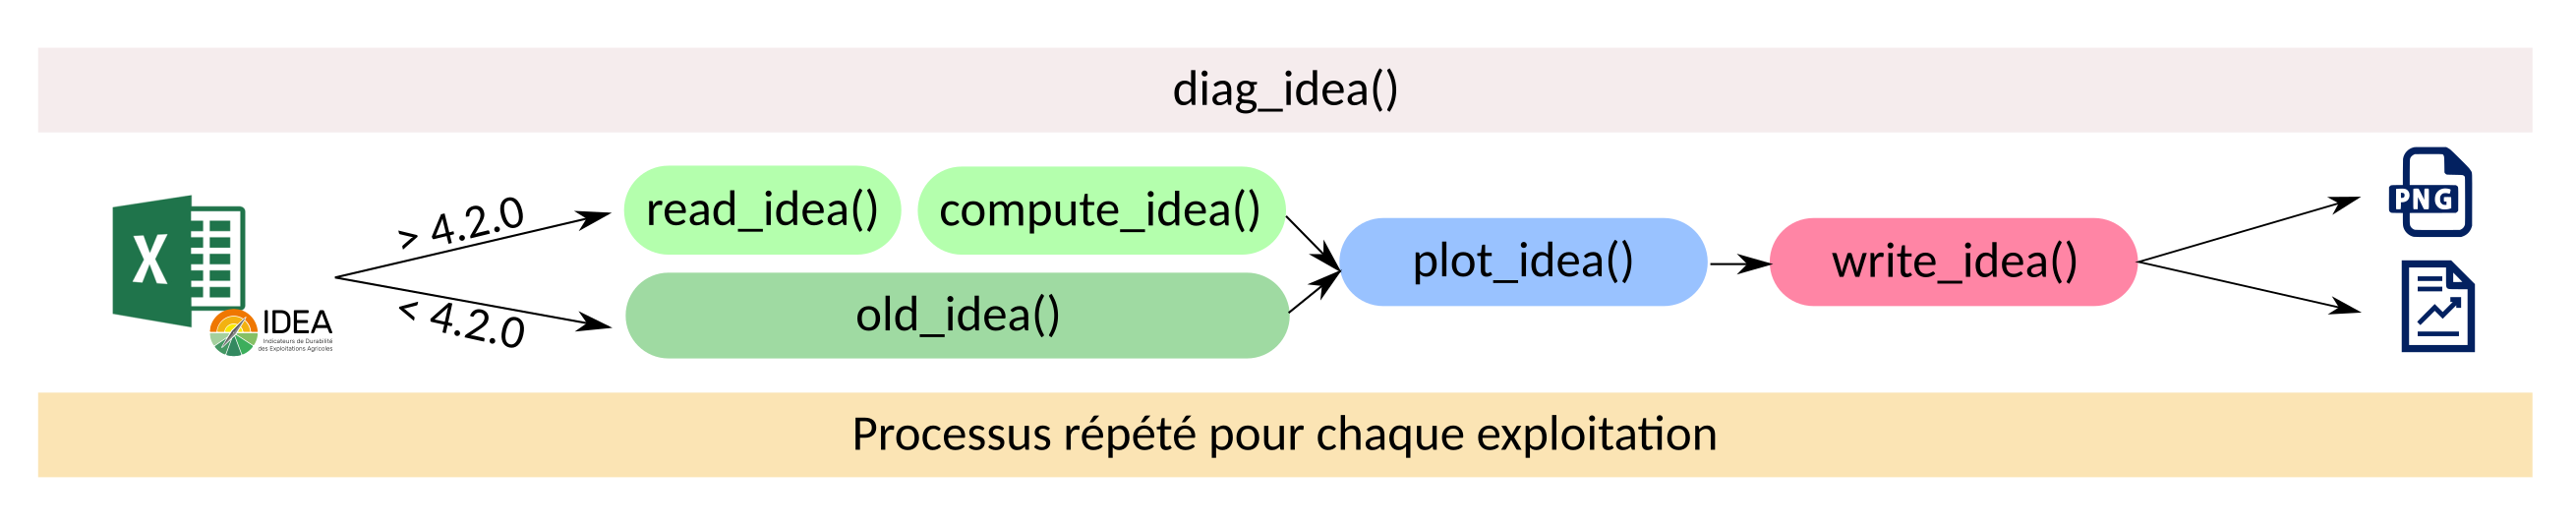 diag_idea()
X
IDEA
Indicateurs de Durabilité
des Exploitations Agricoles
> 4.2.0
< 4.2.0
read_idea()
compute_idea()
old_idea()
plot_idea()
write_idea()
PNG
Processus répété pour chaque exploitation